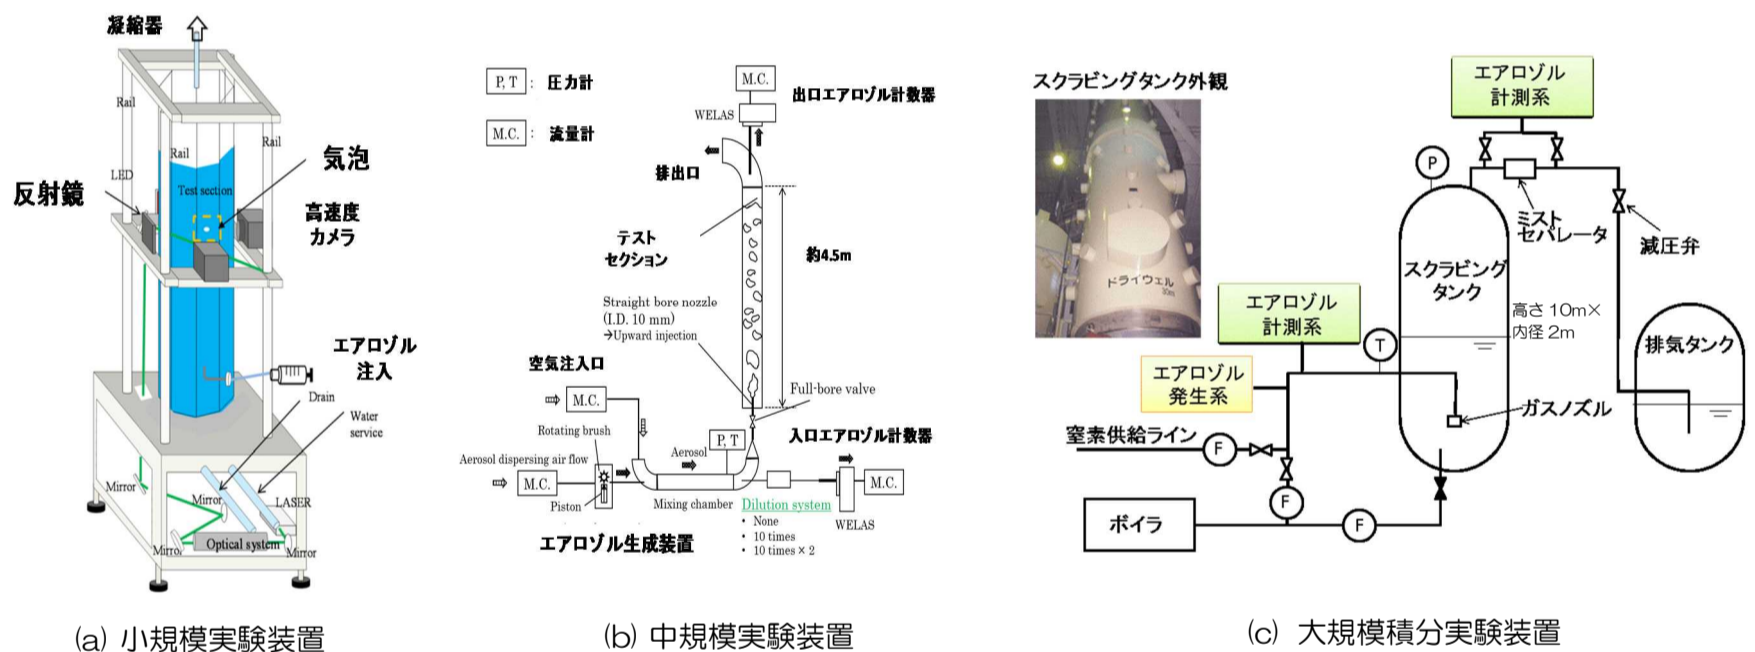 凝縮器
Rail
Rail
Rail
LED
反射鏡
Test section
気泡
高速度
カメラ
エアロゾル
注入
Drain
Water
service
Mirror
Mirror
LASER
Mirror
Optical system
Mirror
(a) 小規模実験装置
P, T : 圧力計
M.C. : 流量計
M.C.
出口エアロゾル計数器
WELAS
排出口
テスト
セクション
約4.5m
Straight bore nozzle
(I.D. 10 mm)
→Upward injection
空気注入口
M.C.
Full-bore valve
Rotating brush
P, T
入口エアロゾル計数器
Aerosol
Aerosol dispersing air flow
M.C.
Piston
Mixing chamber
M.C.
WELAS
Dilution system
• None
• 10 times
• 10 times × 2
エアロゾル生成装置
(b) 中規模実験装置
スクラビングタンク外観
ドライウェル
エアロゾル
計測系
P
ミスト
セパレータ
減圧弁
スクラビング
タンク
高さ 10m×
内径 2m
エアロゾル
計測系
T
排気タンク
エアロゾル
発生系
ガスノズル
窒素供給ライン
F
F
ボイラ
F
(c) 大規模積分実験装置